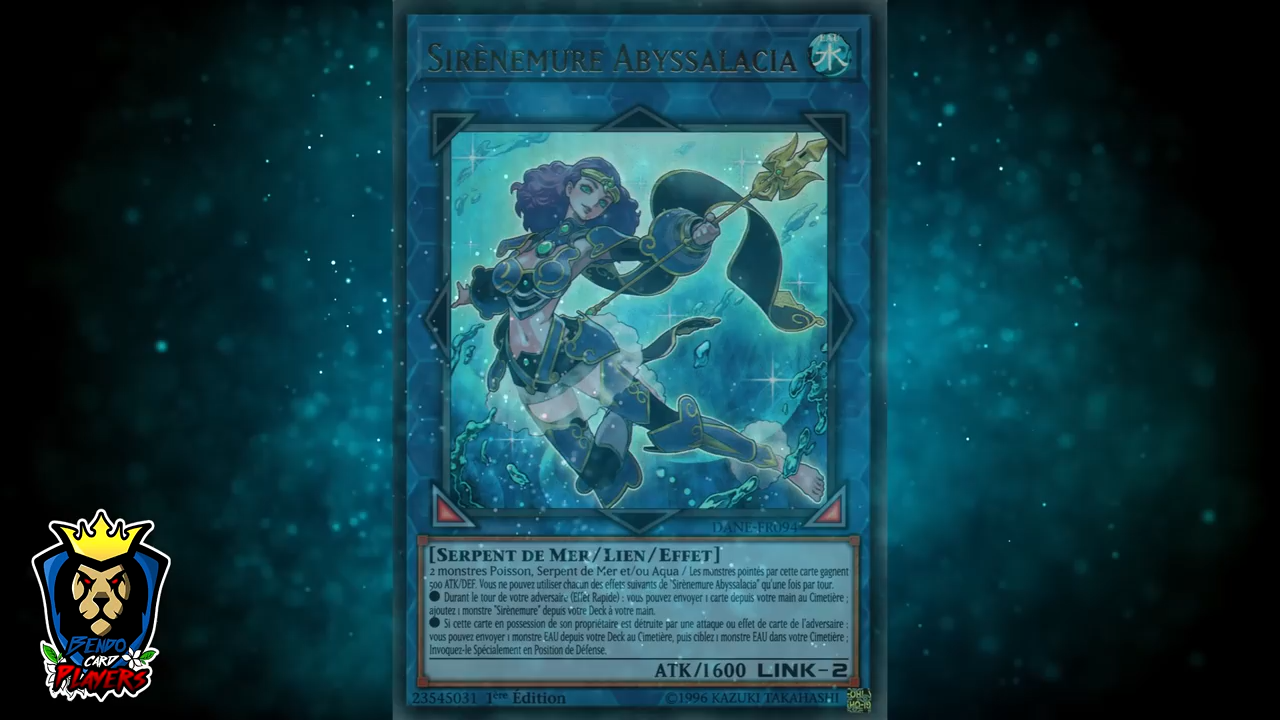 Sirènemure Abyssalacia
EAU
水
DANE-FR094
[Serpent de Mer/Lien/Effet]
2 monstres Poisson, Serpent de Mer et/ou Aqua / Les monstres pointés par cette carte gagnent
500 ATK/DEF. Vous ne pouvez utiliser chacun des effets suivants de "Sirènemure Abyssalacia" qu'une fois par tour.
● Durant le tour de votre adversaire (Effet Rapide) : vous pouvez envoyer 1 carte depuis votre main au Cimetière ;
ajoutez 1 monstre "Sirènemure" depuis votre Deck à votre main.
● Si cette carte en possession de son propriétaire est détruite par une attaque ou effet de carte de l'adversaire :
vous pouvez envoyer 1 monstre EAU depuis votre Deck au Cimetière, puis ciblez 1 monstre EAU dans votre Cimetière ;
Invoquez-le Spécialement en Position de Défense.
ATK/1600 LINK-2
23545031 1ère Édition ©1996 KAZUKI TAKAHASHI
BENDO
CARD
PLAYERS